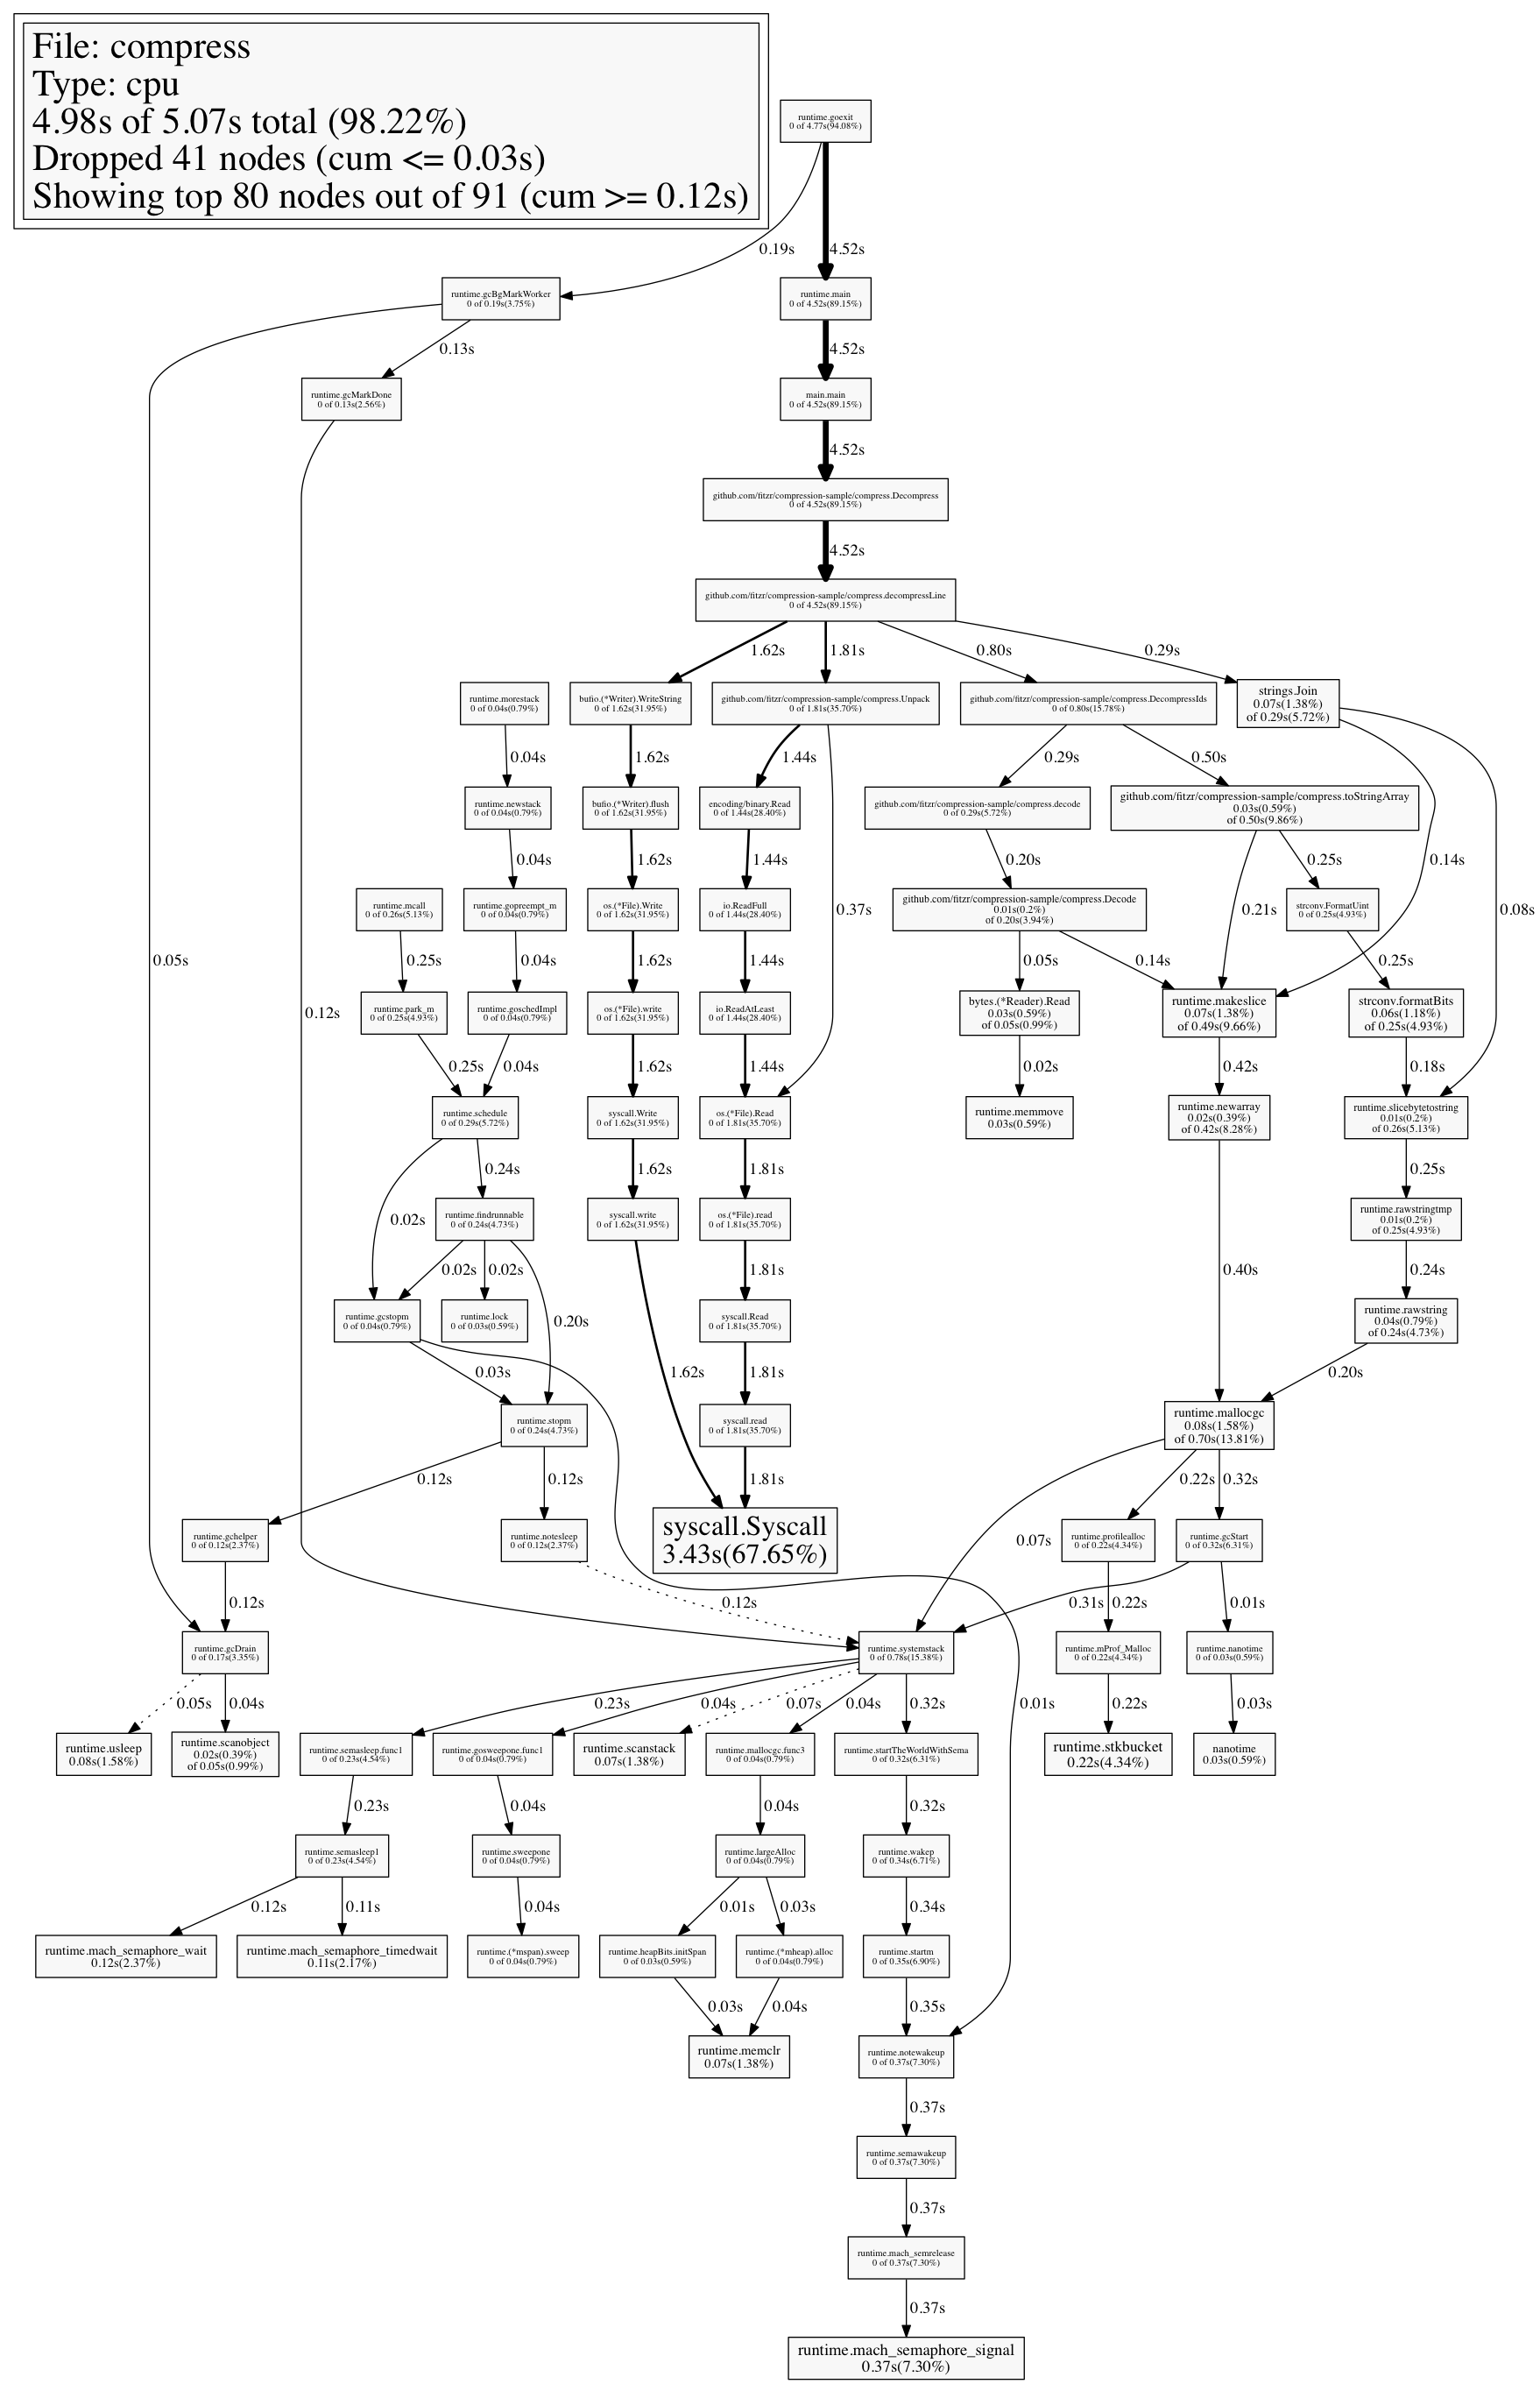 File: compress
Type: cpu
4.98s of 5.07s total (98.22%)
Dropped 41 nodes (cum <= 0.03s)
Showing top 80 nodes out of 91 (cum >= 0.12s)
runtime.goexit
0 of 4.77s(94.08%)
0.19s
4.52s
runtime.gcBgMarkWorker
0 of 0.19s(3.75%)
runtime.main
0 of 4.52s(89.15%)
0.13s
4.52s
runtime.gcMarkDone
0 of 0.13s(2.56%)
main.main
0 of 4.52s(89.15%)
4.52s
github.com/fitzr/compression-sample/compress.Decompress
0 of 4.52s(89.15%)
4.52s
github.com/fitzr/compression-sample/compress.decompressLine
0 of 4.52s(89.15%)
1.62s
1.81s
0.80s
0.29s
runtime.morestack
0 of 0.04s(0.79%)
bufio.(*Writer).WriteString
0 of 1.62s(31.95%)
github.com/fitzr/compression-sample/compress.Unpack
0 of 1.81s(35.70%)
github.com/fitzr/compression-sample/compress.DecompressIds
0 of 0.80s(15.78%)
strings.Join
0.07s(1.38%)
of 0.29s(5.72%)
0.04s
1.62s
1.44s
0.29s
0.50s
runtime.newstack
0 of 0.04s(0.79%)
bufio.(*Writer).flush
0 of 1.62s(31.95%)
encoding/binary.Read
0 of 1.44s(28.40%)
github.com/fitzr/compression-sample/compress.decode
0 of 0.29s(5.72%)
github.com/fitzr/compression-sample/compress.toStringArray
0.03s(0.59%)
of 0.50s(9.86%)
0.04s
1.62s
1.44s
0.20s
0.25s
0.14s
runtime.mcall
0 of 0.26s(5.13%)
runtime.gopreempt_m
0 of 0.04s(0.79%)
os.(*File).Write
0 of 1.62s(31.95%)
io.ReadFull
0 of 1.44s(28.40%)
0.37s
github.com/fitzr/compression-sample/compress.Decode
0.01s(0.2%)
of 0.20s(3.94%)
0.21s
strconv.FormatUint
0 of 0.25s(4.93%)
0.08s
0.05s
0.25s
0.04s
1.62s
1.44s
0.05s
0.14s
0.25s
0.12s
runtime.park_m
0 of 0.25s(4.93%)
runtime.goschedImpl
0 of 0.04s(0.79%)
os.(*File).write
0 of 1.62s(31.95%)
io.ReadAtLeast
0 of 1.44s(28.40%)
bytes.(*Reader).Read
0.03s(0.59%)
of 0.05s(0.99%)
runtime.makeslice
0.07s(1.38%)
of 0.49s(9.66%)
strconv.formatBits
0.06s(1.18%)
of 0.25s(4.93%)
0.25s
0.04s
1.62s
1.44s
0.02s
0.42s
0.18s
runtime.schedule
0 of 0.29s(5.72%)
syscall.Write
0 of 1.62s(31.95%)
os.(*File).Read
0 of 1.81s(35.70%)
runtime.memmove
0.03s(0.59%)
runtime.newarray
0.02s(0.39%)
of 0.42s(8.28%)
runtime.slicebytetostring
0.01s(0.2%)
of 0.26s(5.13%)
0.24s
1.62s
1.81s
0.25s
0.02s
runtime.findrunnable
0 of 0.24s(4.73%)
syscall.write
0 of 1.62s(31.95%)
os.(*File).read
0 of 1.81s(35.70%)
runtime.rawstringtmp
0.01s(0.2%)
of 0.25s(4.93%)
0.02s
0.02s
1.81s
0.40s
0.24s
runtime.gcstopm
0 of 0.04s(0.79%)
runtime.lock
0 of 0.03s(0.59%)
0.20s
syscall.Read
0 of 1.81s(35.70%)
runtime.rawstring
0.04s(0.79%)
of 0.24s(4.73%)
0.03s
1.62s
1.81s
0.20s
runtime.stopm
0 of 0.24s(4.73%)
syscall.read
0 of 1.81s(35.70%)
runtime.mallocgc
0.08s(1.58%)
of 0.70s(13.81%)
0.12s
0.12s
1.81s
0.22s
0.32s
runtime.gchelper
0 of 0.12s(2.37%)
runtime.notesleep
0 of 0.12s(2.37%)
syscall.Syscall
3.43s(67.65%)
0.07s
runtime.profilealloc
0 of 0.22s(4.34%)
runtime.gcStart
0 of 0.32s(6.31%)
0.12s
0.12s
0.31s
0.22s
0.01s
runtime.gcDrain
0 of 0.17s(3.35%)
runtime.systemstack
0 of 0.78s(15.38%)
runtime.mProf_Malloc
0 of 0.22s(4.34%)
runtime.nanotime
0 of 0.03s(0.59%)
0.05s
0.04s
0.23s
0.04s
0.07s
0.04s
0.32s
0.01s
0.22s
0.03s
runtime.usleep
0.08s(1.58%)
runtime.scanobject
0.02s(0.39%)
of 0.05s(0.99%)
runtime.semasleep.func1
0 of 0.23s(4.54%)
runtime.gosweepone.func1
0 of 0.04s(0.79%)
runtime.scanstack
0.07s(1.38%)
runtime.mallocgc.func3
0 of 0.04s(0.79%)
runtime.startTheWorldWithSema
0 of 0.32s(6.31%)
runtime.stkbucket
0.22s(4.34%)
nanotime
0.03s(0.59%)
0.23s
0.04s
0.04s
0.32s
runtime.semasleep1
0 of 0.23s(4.54%)
runtime.sweepone
0 of 0.04s(0.79%)
runtime.largeAlloc
0 of 0.04s(0.79%)
runtime.wakep
0 of 0.34s(6.71%)
0.12s
0.11s
0.04s
0.01s
0.03s
0.34s
runtime.mach_semaphore_wait
0.12s(2.37%)
runtime.mach_semaphore_timedwait
0.11s(2.17%)
runtime.(*mspan).sweep
0 of 0.04s(0.79%)
runtime.heapBits.initSpan
0 of 0.03s(0.59%)
runtime.(*mheap).alloc
0 of 0.04s(0.79%)
runtime.startm
0 of 0.35s(6.90%)
0.03s
0.04s
0.35s
runtime.memclr
0.07s(1.38%)
runtime.notewakeup
0 of 0.37s(7.30%)
0.37s
runtime.semawakeup
0 of 0.37s(7.30%)
0.37s
runtime.mach_semrelease
0 of 0.37s(7.30%)
0.37s
runtime.mach_semaphore_signal
0.37s(7.30%)